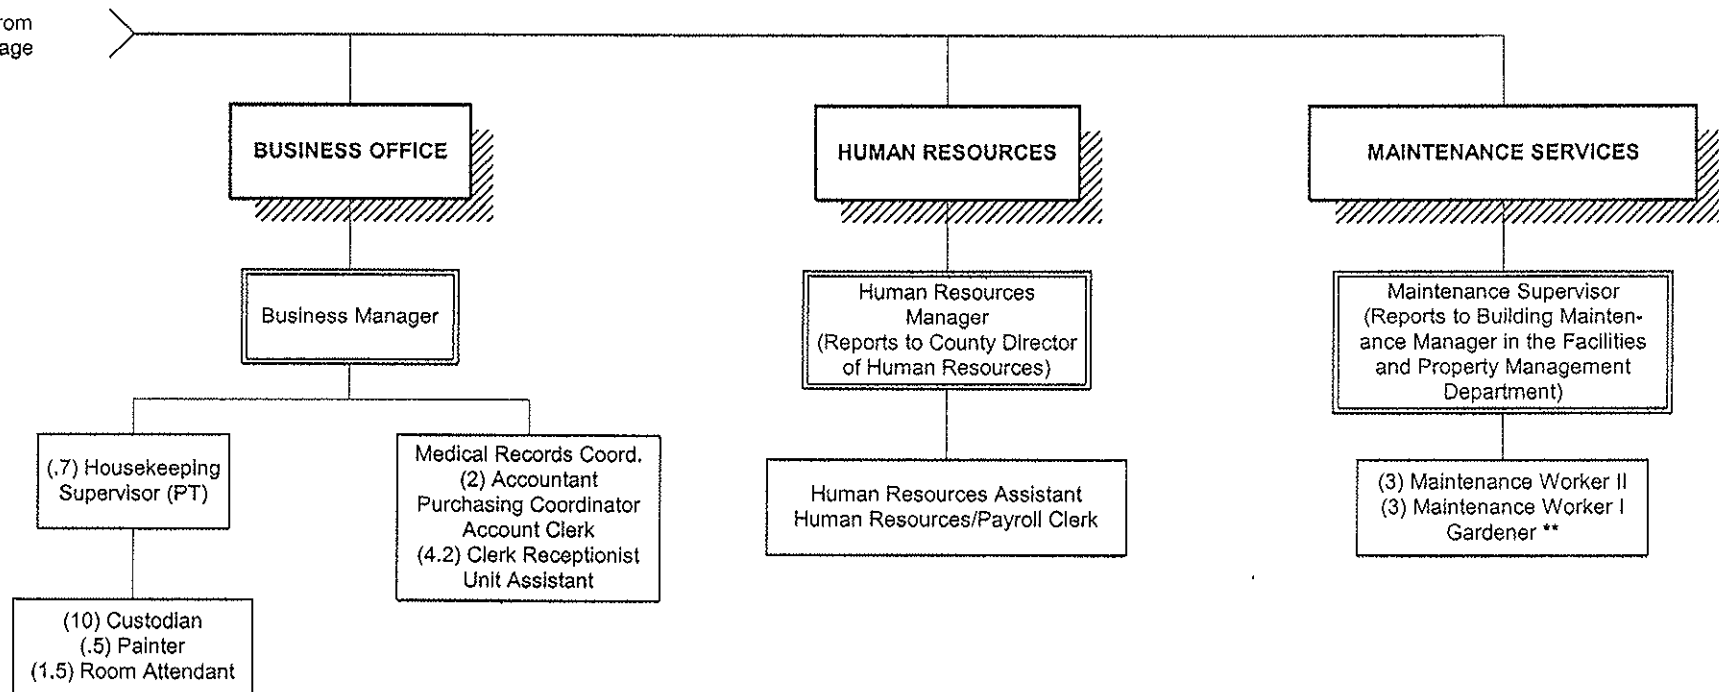 rom
age
BUSINESS OFFICE
HUMAN RESOURCES
MAINTENANCE SERVICES
Business Manager
Human Resources
Manager
(Reports to County Director
of Human Resources)
Maintenance Supervisor
(Reports to Building Mainten-
ance Manager in the Facilities
and Property Management
Department)
(.7) Housekeeping
Supervisor (PT)
Medical Records Coord.
(2) Accountant
Purchasing Coordinator
Account Clerk
(4.2) Clerk Receptionist
Unit Assistant
Human Resources Assistant
Human Resources/Payroll Clerk
(3) Maintenance Worker II
(3) Maintenance Worker I
Gardener **
(10) Custodian
(.5) Painter
(1.5) Room Attendant